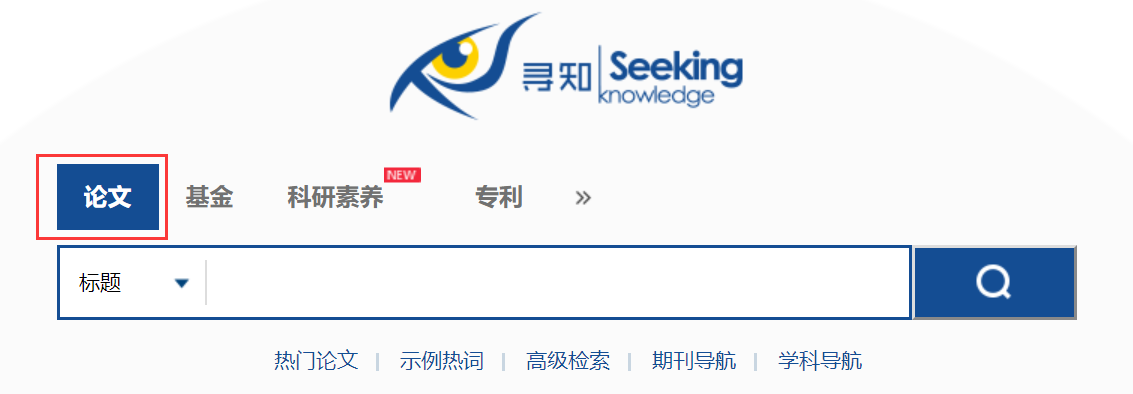 寻知 Seeking
knowledge
论文 基金 科研素养 NEW 专利 »
标题
热门论文 | 示例热词 | 高级检索 | 期刊导航 | 学科导航